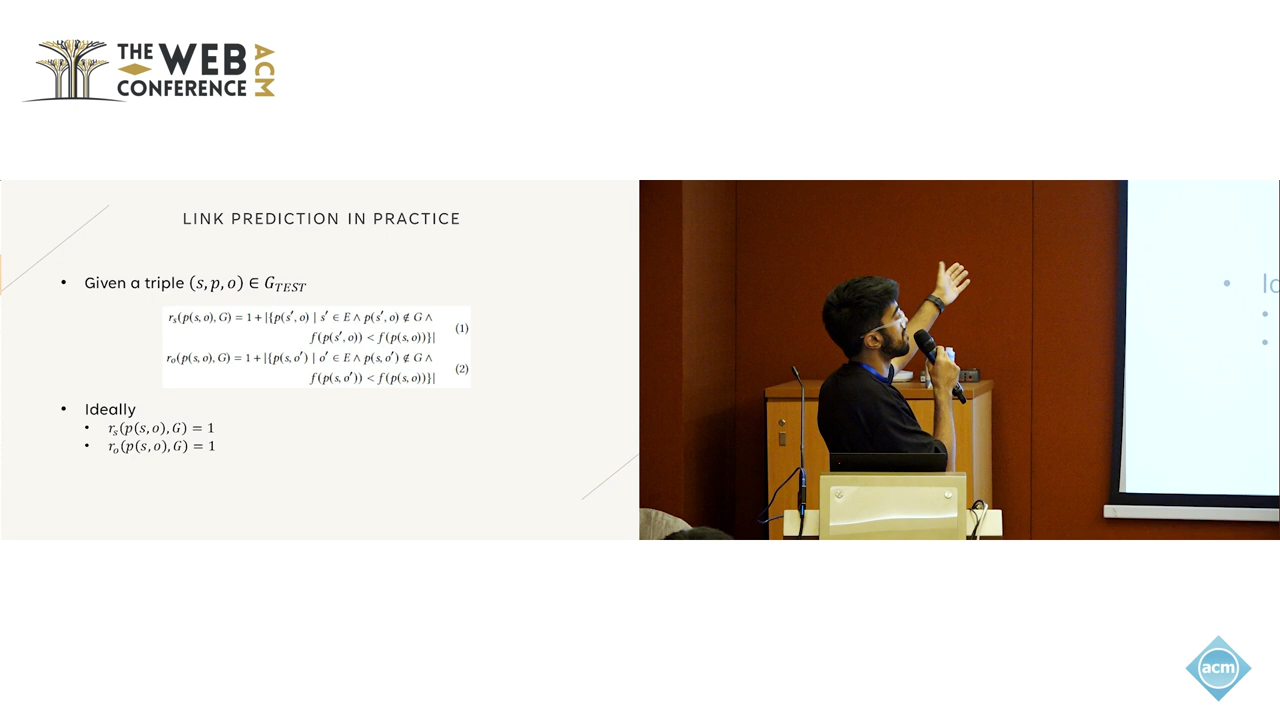 THE WEB
CONFERENCE
ACM
LINK PREDICTION IN PRACTICE
• Given a triple (s, p, o) ∈ G_TEST
r_s(p(s, o), G) = 1 + |{p(s′, o) | s′ ∈ E ∧ p(s′, o) ∉ G ∧
f(p(s′, o)) < f(p(s, o))}| (1)
r_o(p(s, o), G) = 1 + |{p(s, o′) | o′ ∈ E ∧ p(s, o′) ∉ G ∧
f(p(s, o′)) < f(p(s, o))}| (2)
• Ideally
• r_s(p(s, o), G) = 1
• r_o(p(s, o), G) = 1
• Id
acm